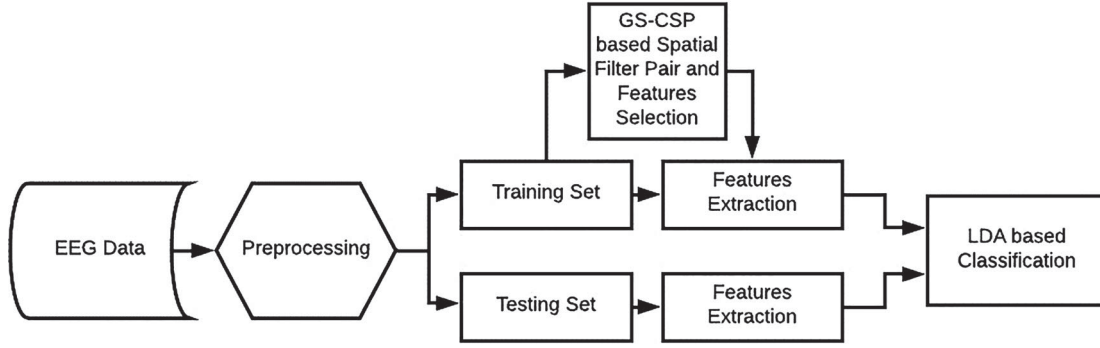 GS-CSP
based Spatial
Filter Pair and
Features
Selection
EEG Data
Preprocessing
Training Set
Features
Extraction
LDA based
Classification
Testing Set
Features
Extraction